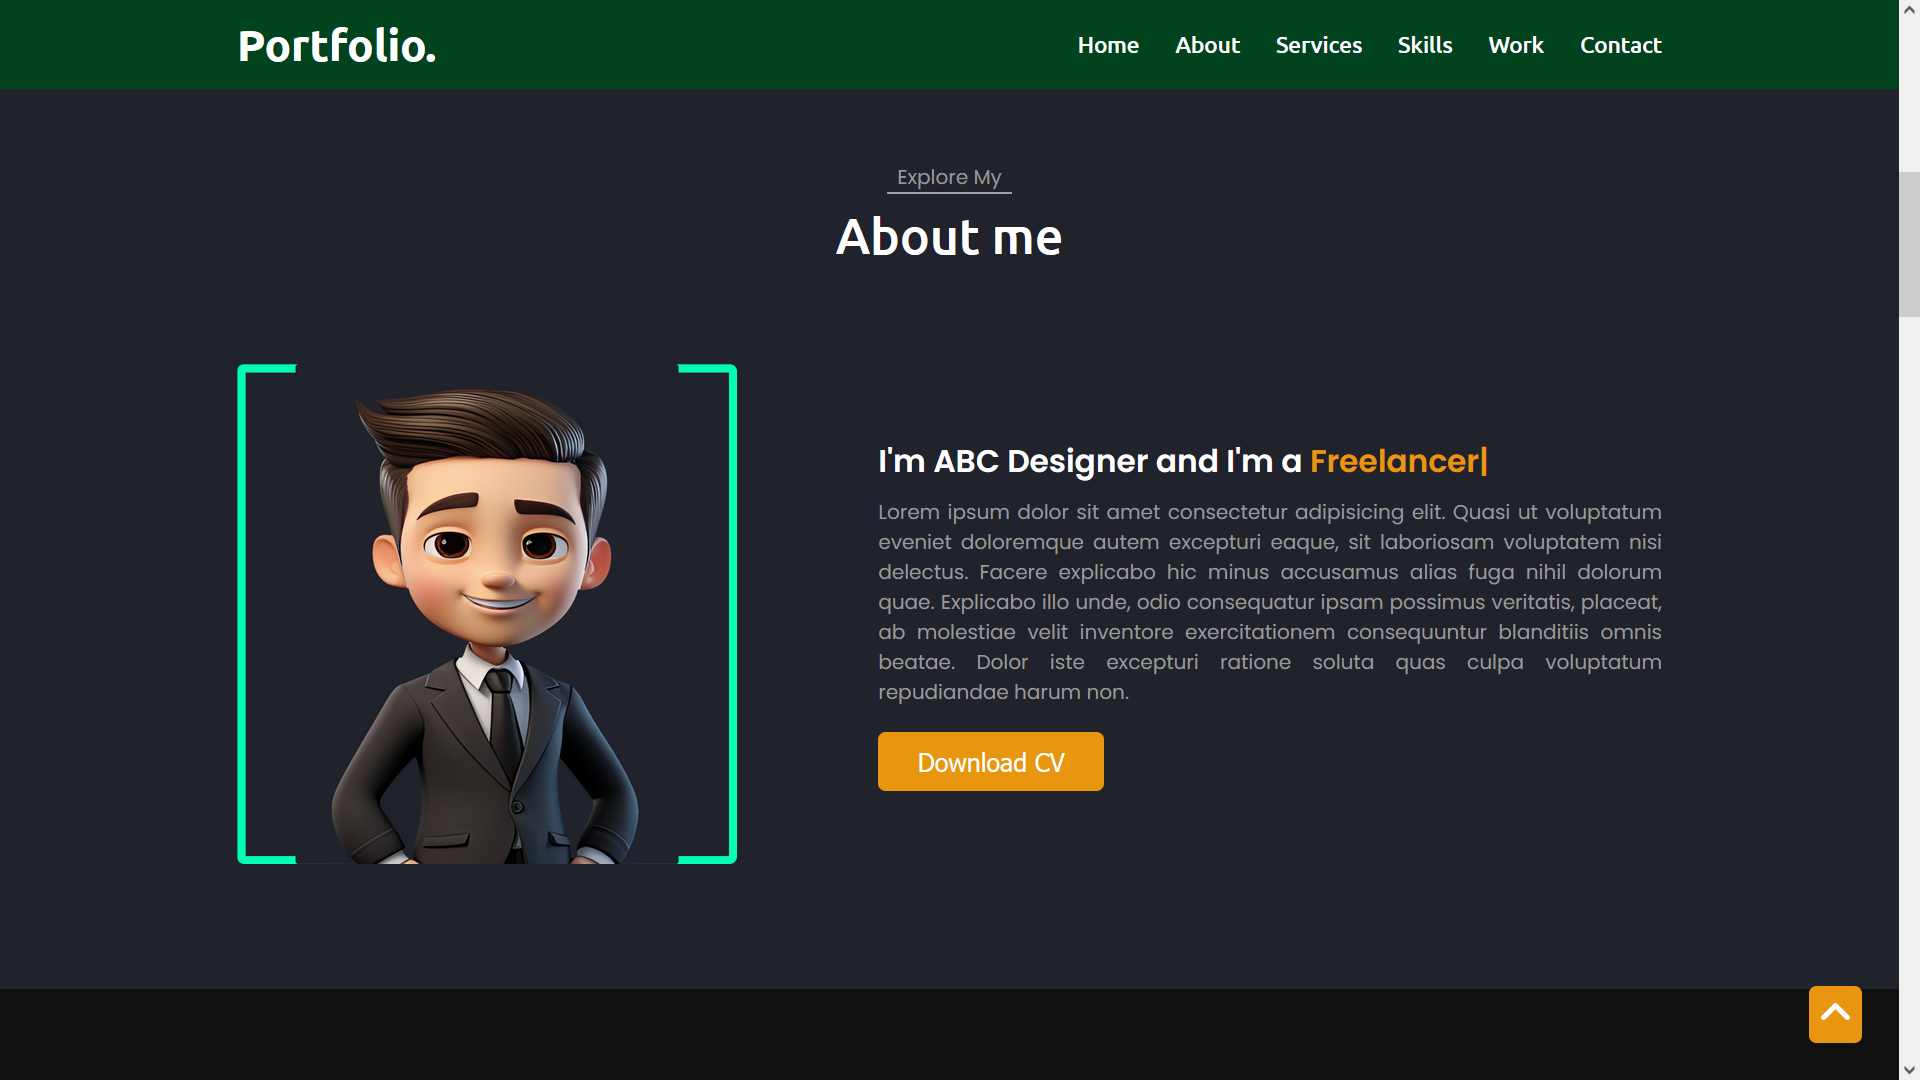 Portfolio.
Home About Services Skills Work Contact
Explore My
About me
I'm ABC Designer and I'm a Freelancer|
Lorem ipsum dolor sit amet consectetur adipisicing elit. Quasi ut voluptatum
eveniet doloremque autem excepturi eaque, sit laboriosam voluptatem nisi
delectus. Facere explicabo hic minus accusamus alias fuga nihil dolorum
quae. Explicabo illo unde, odio consequatur ipsam possimus veritatis, placeat,
ab molestiae velit inventore exercitationem consequuntur blanditiis omnis
beatae. Dolor iste excepturi ratione soluta quas culpa voluptatum
repudiandae harum non.
Download CV